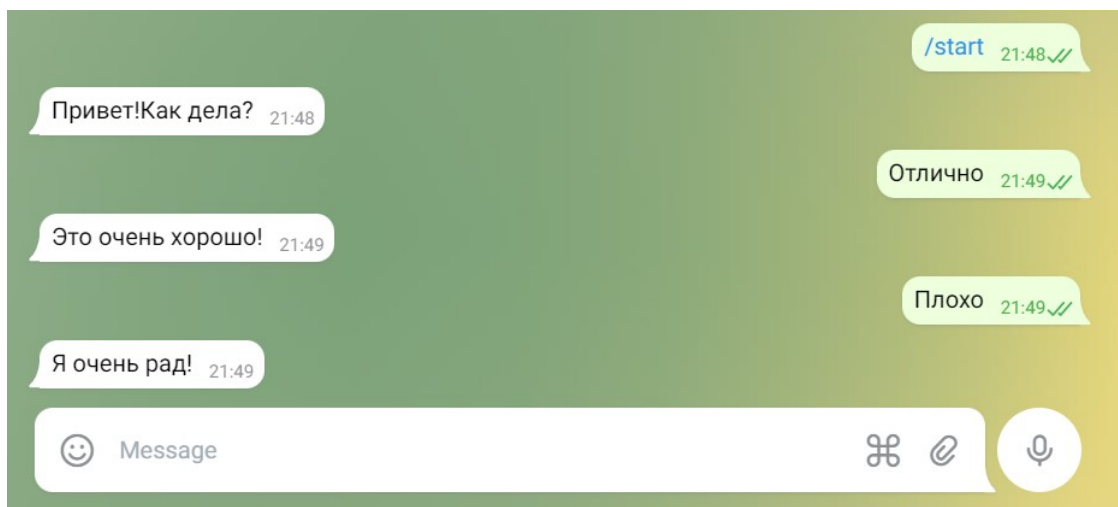 /start 21:48
Привет!Как дела? 21:48
Отлично 21:49
Это очень хорошо! 21:49
Плохо 21:49
Я очень рад! 21:49
Message